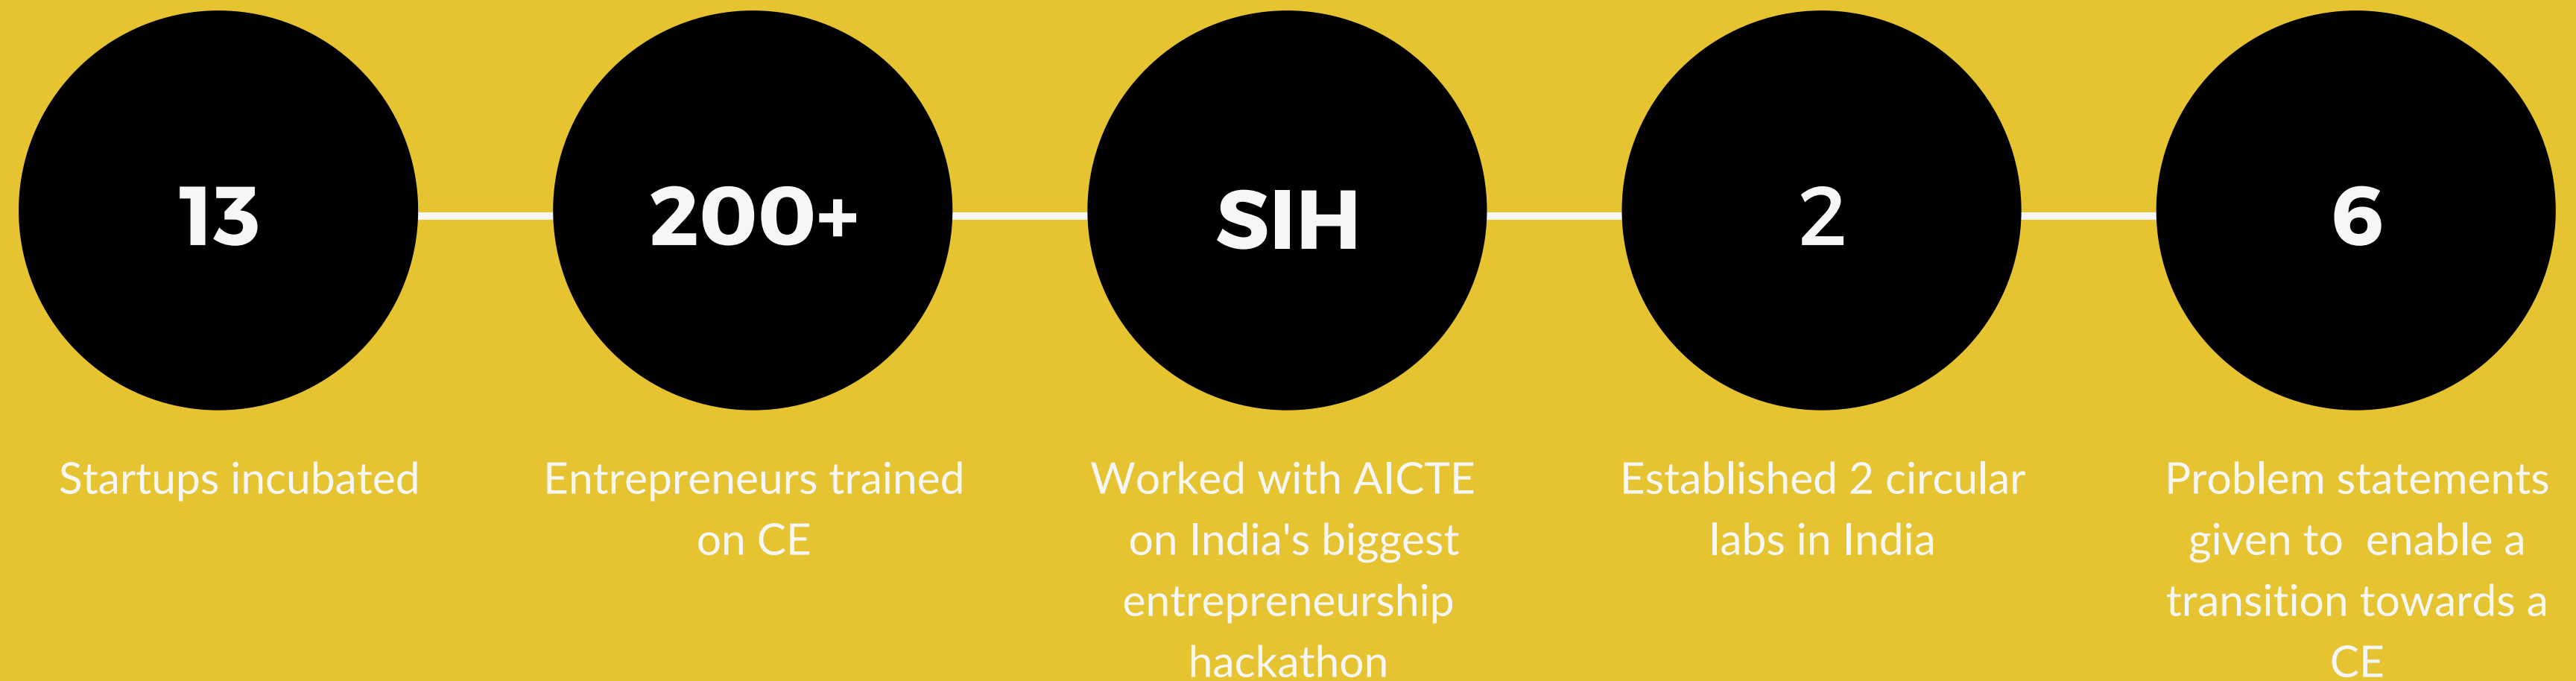 13
Startups incubated
200+
Entrepreneurs trained
on CE
SIH
Worked with AICTE
on India's biggest
entrepreneurship
hackathon
2
Established 2 circular
labs in India
6
Problem statements
given to  enable a
transition towards a
CE